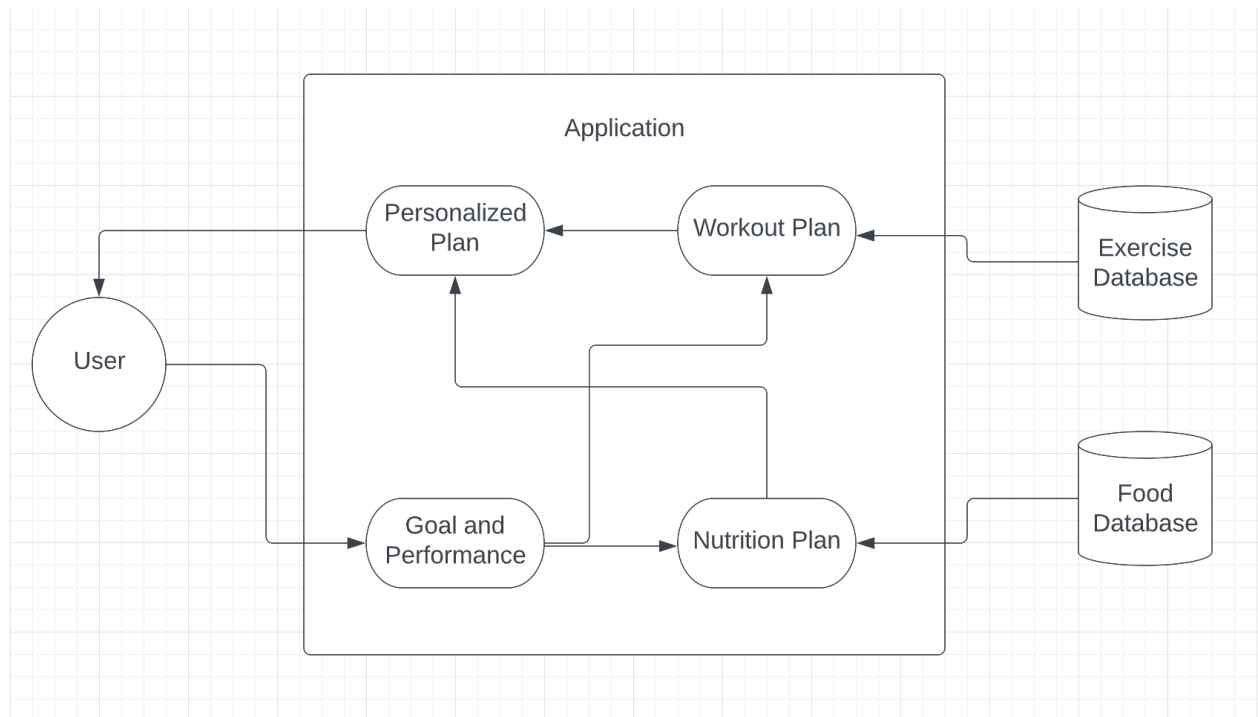 Application
Personalized
Plan
Workout Plan
Exercise
Database
User
Goal and
Performance
Nutrition Plan
Food
Database